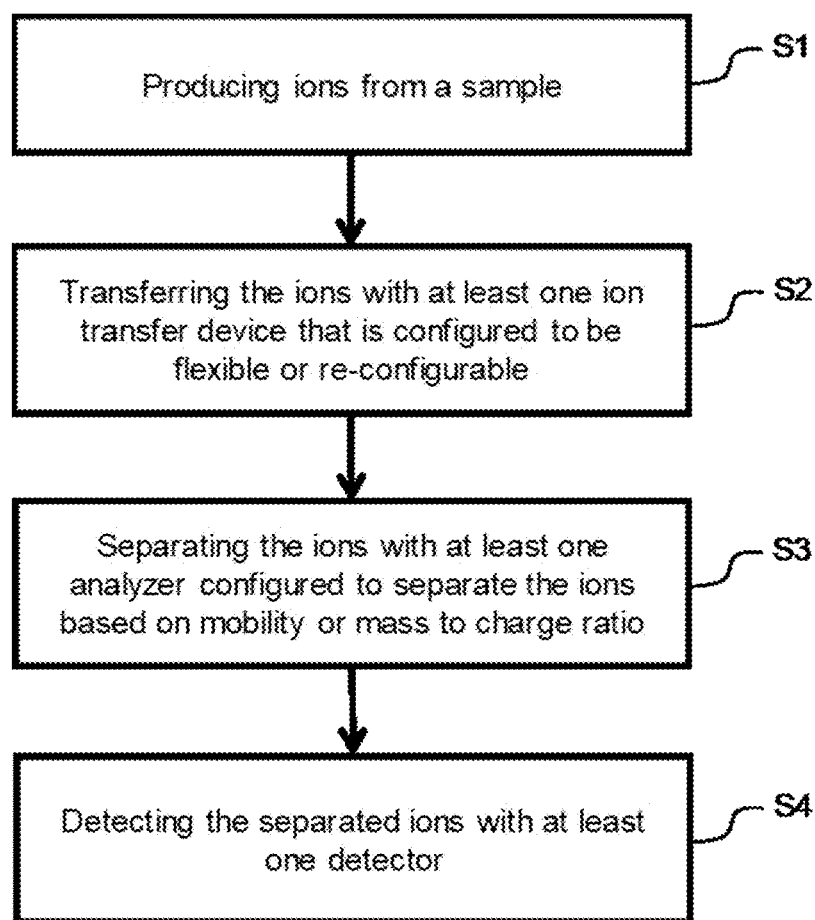 Producing ions from a sample
S1
Transferring the ions with at least one ion
transfer device that is configured to be
flexible or re-configurable
S2
Separating the ions with at least one
analyzer configured to separate the ions
based on mobility or mass to charge ratio
S3
Detecting the separated ions with at least
one detector
S4